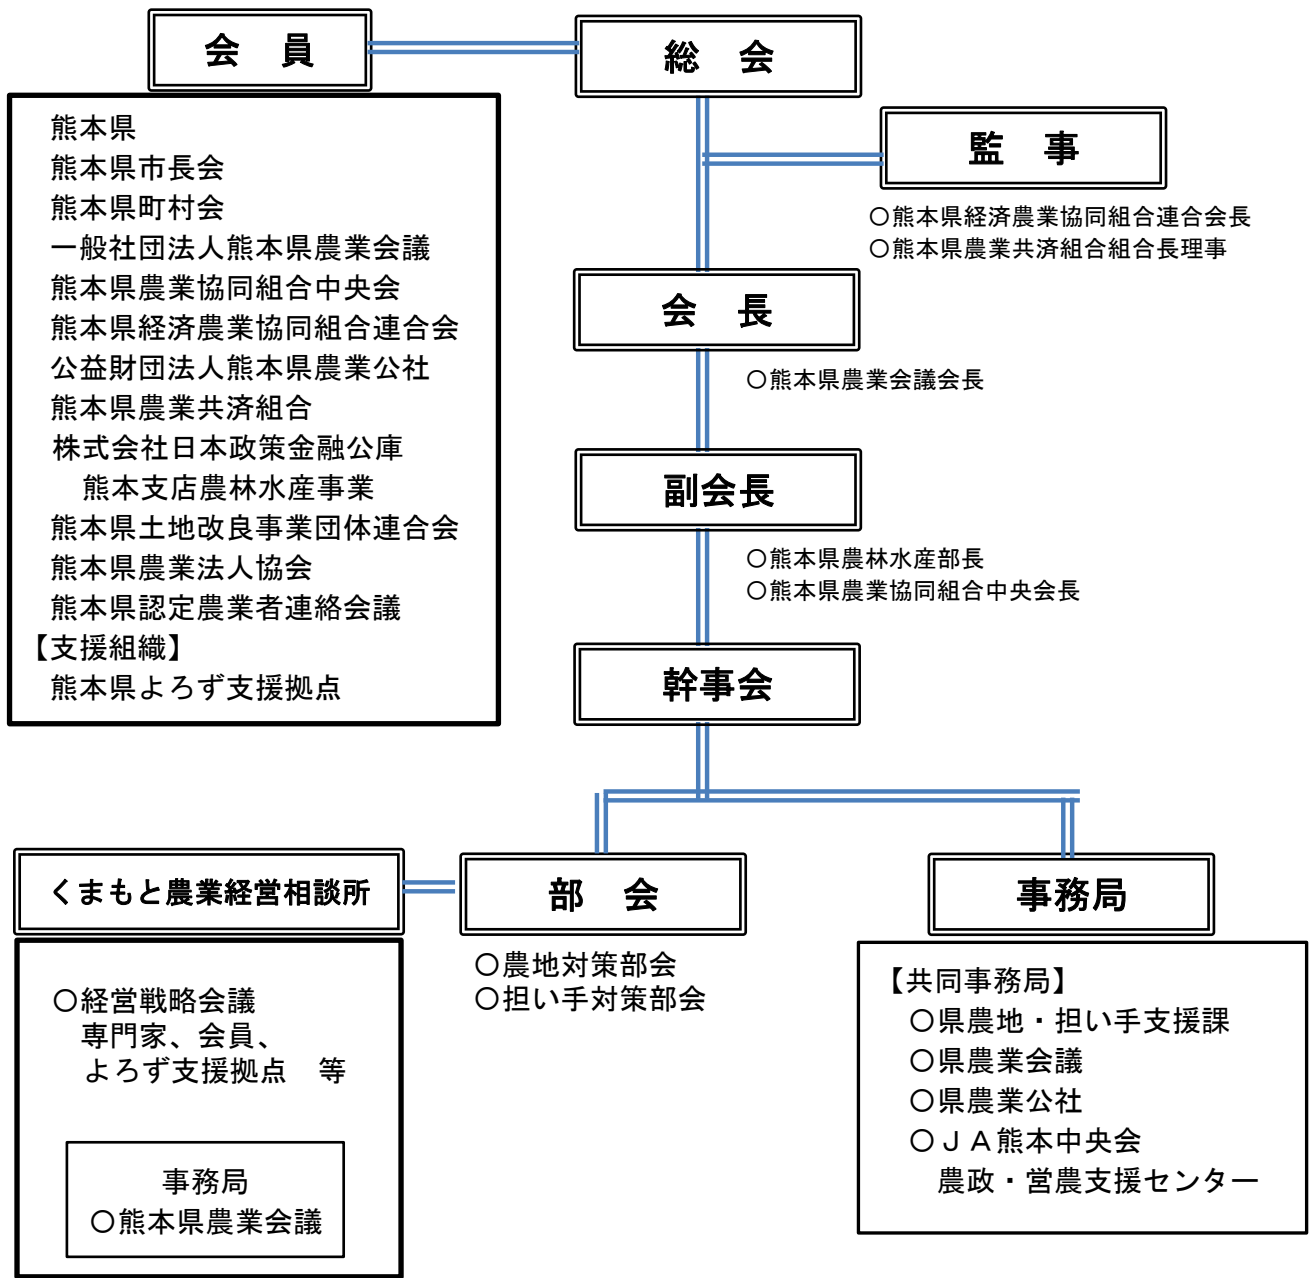 会　員
熊本県
熊本県市長会
熊本県町村会
一般社団法人熊本県農業会議
熊本県農業協同組合中央会
熊本県経済農業協同組合連合会
公益財団法人熊本県農業公社
熊本県農業共済組合
株式会社日本政策金融公庫
熊本支店農林水産事業
熊本県土地改良事業団体連合会
熊本県農業法人協会
熊本県認定農業者連絡会議
【支援組織】
熊本県よろず支援拠点
総　会
監　事
○熊本県経済農業協同組合連合会長
○熊本県農業共済組合組合長理事
会　長
○熊本県農業会議会長
副会長
○熊本県農林水産部長
○熊本県農業協同組合中央会長
幹事会
くまもと農業経営相談所
○経営戦略会議
専門家、会員、
よろず支援拠点　等
事務局
○熊本県農業会議
部　会
○農地対策部会
○担い手対策部会
事務局
【共同事務局】
○県農地・担い手支援課
○県農業会議
○県農業公社
○ＪＡ熊本中央会
農政・営農支援センター